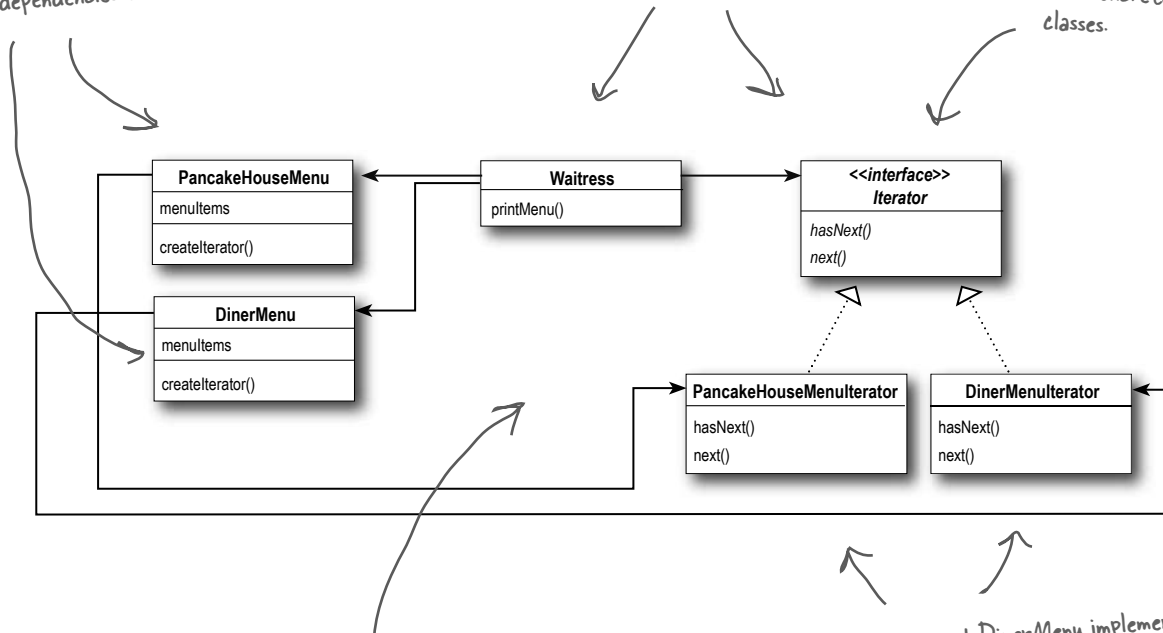 classes.
PancakeHouseMenu
menuItems
createIterator()
Waitress
printMenu()
<<interface>>
Iterator
hasNext()
next()
DinerMenu
menuItems
createIterator()
PancakeHouseMenuIterator
hasNext()
next()
DinerMenuIterator
hasNext()
next()
DinerMenu